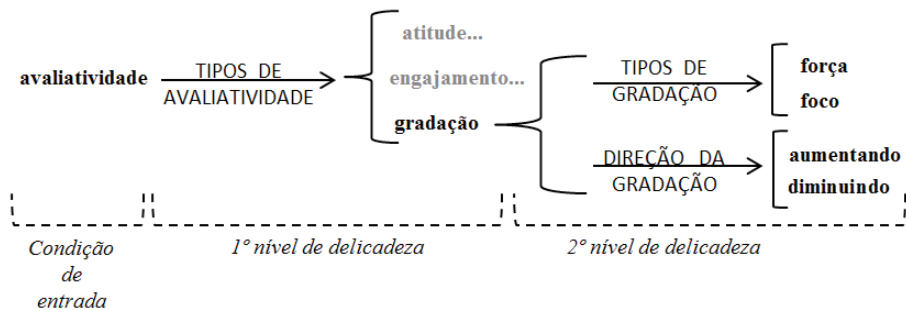 avaliatividade
TIPOS DE
AVALIATIVIDADE
atitude...
engajamento...
gradação
TIPOS DE
GRADAÇÃO
força
foco
DIREÇÃO DA
GRADAÇÃO
aumentando
diminuindo
Condição
de
entrada
1º nível de delicadeza
2º nível de delicadeza